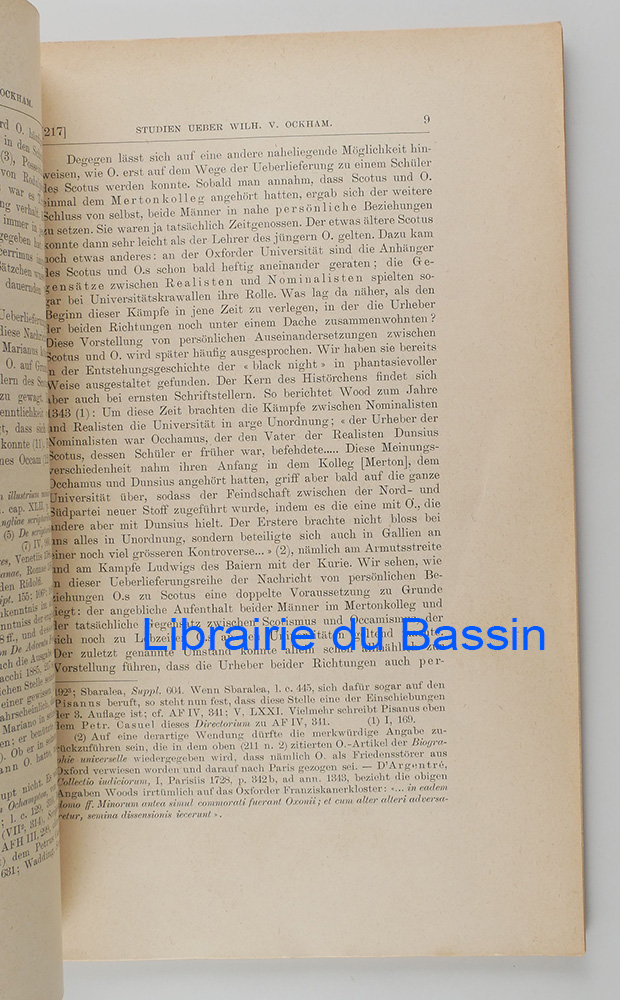 OCKHAM.
[217] STUDIEN UEBER WILH. V. OCKHAM. 9
Degegen lässt sich auf eine andere naheliegende Möglichkeit hin-
weisen, wie O. erst auf dem Wege der Ueberlieferung zu einem Schüler
des Scotus werden konnte. Sobald man annahm, dass Scotus und O.
einmal dem Mertonkolleg angehört hatten, ergab sich der weitere
Schluss von selbst, beide Männer in nahe persönliche Beziehungen
zu setzen. Sie waren ja tatsächlich Zeitgenossen. Der etwas ältere Scotus
konnte dann sehr leicht als der Lehrer des jüngern O. gelten. Dazu kam
noch etwas anderes: an der Oxforder Universität sind die Anhänger
des Scotus und O.s schon bald heftig aneinander geraten; die Ge-
gensätze zwischen Realisten und Nominalisten spielten so-
gar bei Universitätskrawallen ihre Rolle. Was lag da näher, als den
Beginn dieser Kämpfe in jene Zeit zu verlegen, in der die Urheber
der beiden Richtungen noch unter einem Dache zusammenwohnten?
Diese Vorstellung von persönlichen Auseinandersetzungen zwischen
Scotus und O. wird später häufig ausgesprochen. Wir haben sie bereits
in der Entstehungsgeschichte der « black night » in phantasievoller
Weise ausgestaltet gefunden. Der Kern des Histörchens findet sich
aber auch bei ernsten Schriftstellern. So berichtet Wood zum Jahre
1343 (1): Um diese Zeit brachten die Kämpfe zwischen Nominalisten
und Realisten die Universität in arge Unordnung; « der Urheber der
Nominalisten war Occhamus, der den Vater der Realisten Dunsius
Scotus, dessen Schüler er früher war, befehdete..... Diese Meinungs-
verschiedenheit nahm ihren Anfang in dem Kolleg [Merton], dem
Occhamus und Dunsius angehört hatten, griff aber bald auf die ganze
Universität über, sodass der Feindschaft zwischen der Nord- und
Südpartei neuer Stoff zugeführt wurde, indem es die eine mit O., die
andere aber mit Dunsius hielt. Der Erstere brachte nicht bloss bei
uns alles in Unordnung, sondern beteiligte sich auch in Gallien an
einer noch viel grösseren Kontroverse... » (2), nämlich am Armutsstreite
und am Kampfe Ludwigs des Baiern mit der Kurie. Wir sehen, wie
in dieser Ueberlieferungsreihe der Nachricht von persönlichen Be-
ziehungen O.s zu Scotus eine doppelte Voraussetzung zu Grunde
liegt: der angebliche Aufenthalt beider Männer im Mertonkolleg und
der tatsächliche Gegensatz zwischen Scotismus und Occamismus, der
sich noch zu Lebzeiten
Librairie du Bassin
Der zuletzt genannte Umstand konnte allein schon allmählich zur
Vorstellung führen, dass die Urheber beider Richtungen auch per-
192⁸; Sbaralea, Suppl. 604. Wenn Sbaralea, l. c. 445, sich dafür sogar auf den
Pisanus beruft, so steht nun fest, dass diese Stelle eine der Einschiebungen
der 3. Auflage ist; cf. AF IV, 341; V, LXXI. Vielmehr schreibt Pisanus eben
dem Petr. Casuel dieses Directorium zu AF IV, 341. (1) I, 169.
(2) Auf eine derartige Wendung dürfte die merkwürdige Angabe zu-
rückzuführen sein, die in dem oben (211 n. 2) zitierten O.-Artikel der Biogra-
phie universelle wiedergegeben wird, dass nämlich O. als Friedensstörer aus
Oxford verwiesen worden und darauf nach Paris gezogen sei. — D'Argentré,
Collectio iudiciorum, I, Parisiis 1728, p. 342b, ad ann. 1343, bezieht die obigen
Angaben Woods irrtümlich auf das Oxforder Franziskanerkloster: «... in eadem
domo ff. Minorum antea simul commorati fuerant Oxonii; et cum alter alteri adversa-
retur, semina dissensionis iecerunt ».